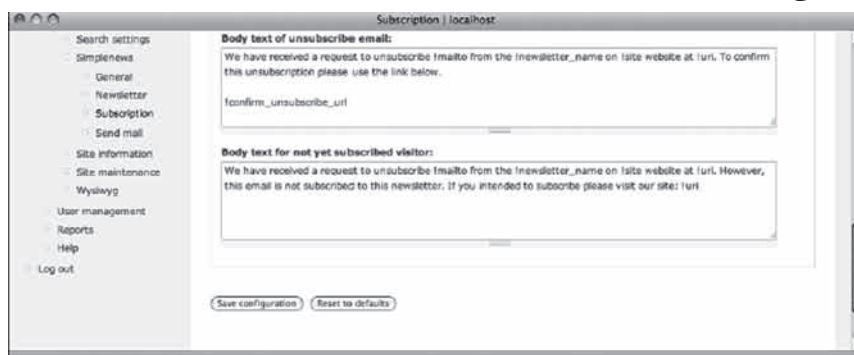 Subscription | localhost
Search settings
Simplenews
General
Newsletter
Subscription
Send mail
Site information
Site maintenance
Wysiwyg
User management
Reports
Help
Log out
Body text of unsubscribe email:
We have received a request to unsubscribe !mailto from the !newsletter_name on !site website at !uri. To confirm
this unsubscription please use the link below.
!confirm_unsubscribe_url
Body text for not yet subscribed visitor:
We have received a request to unsubscribe !mailto from the !newsletter_name on !site website at !uri. However,
this email is not subscribed to this newsletter. If you intended to subscribe please visit our site: !uri
Save configuration
Reset to defaults